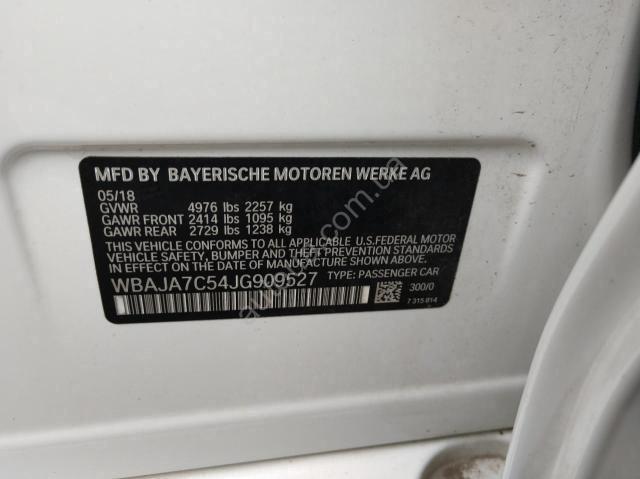 MFD BY BAYERISCHE MOTOREN WERKE AG
05/18
GVWR 4976 lbs 2257 kg
GAWR FRONT 2414 lbs 1095 kg
GAWR REAR 2729 lbs 1238 kg
THIS VEHICLE CONFORMS TO ALL APPLICABLE U.S.FEDERAL MOTOR
VEHICLE SAFETY, BUMPER, AND THEFT PREVENTION STANDARDS
IN EFFECT ON THE DATE OF MANUFACTURE SHOWN ABOVE.
WBAJA7C54JG909527 TYPE: PASSENGER CAR
300/0
7 315 814